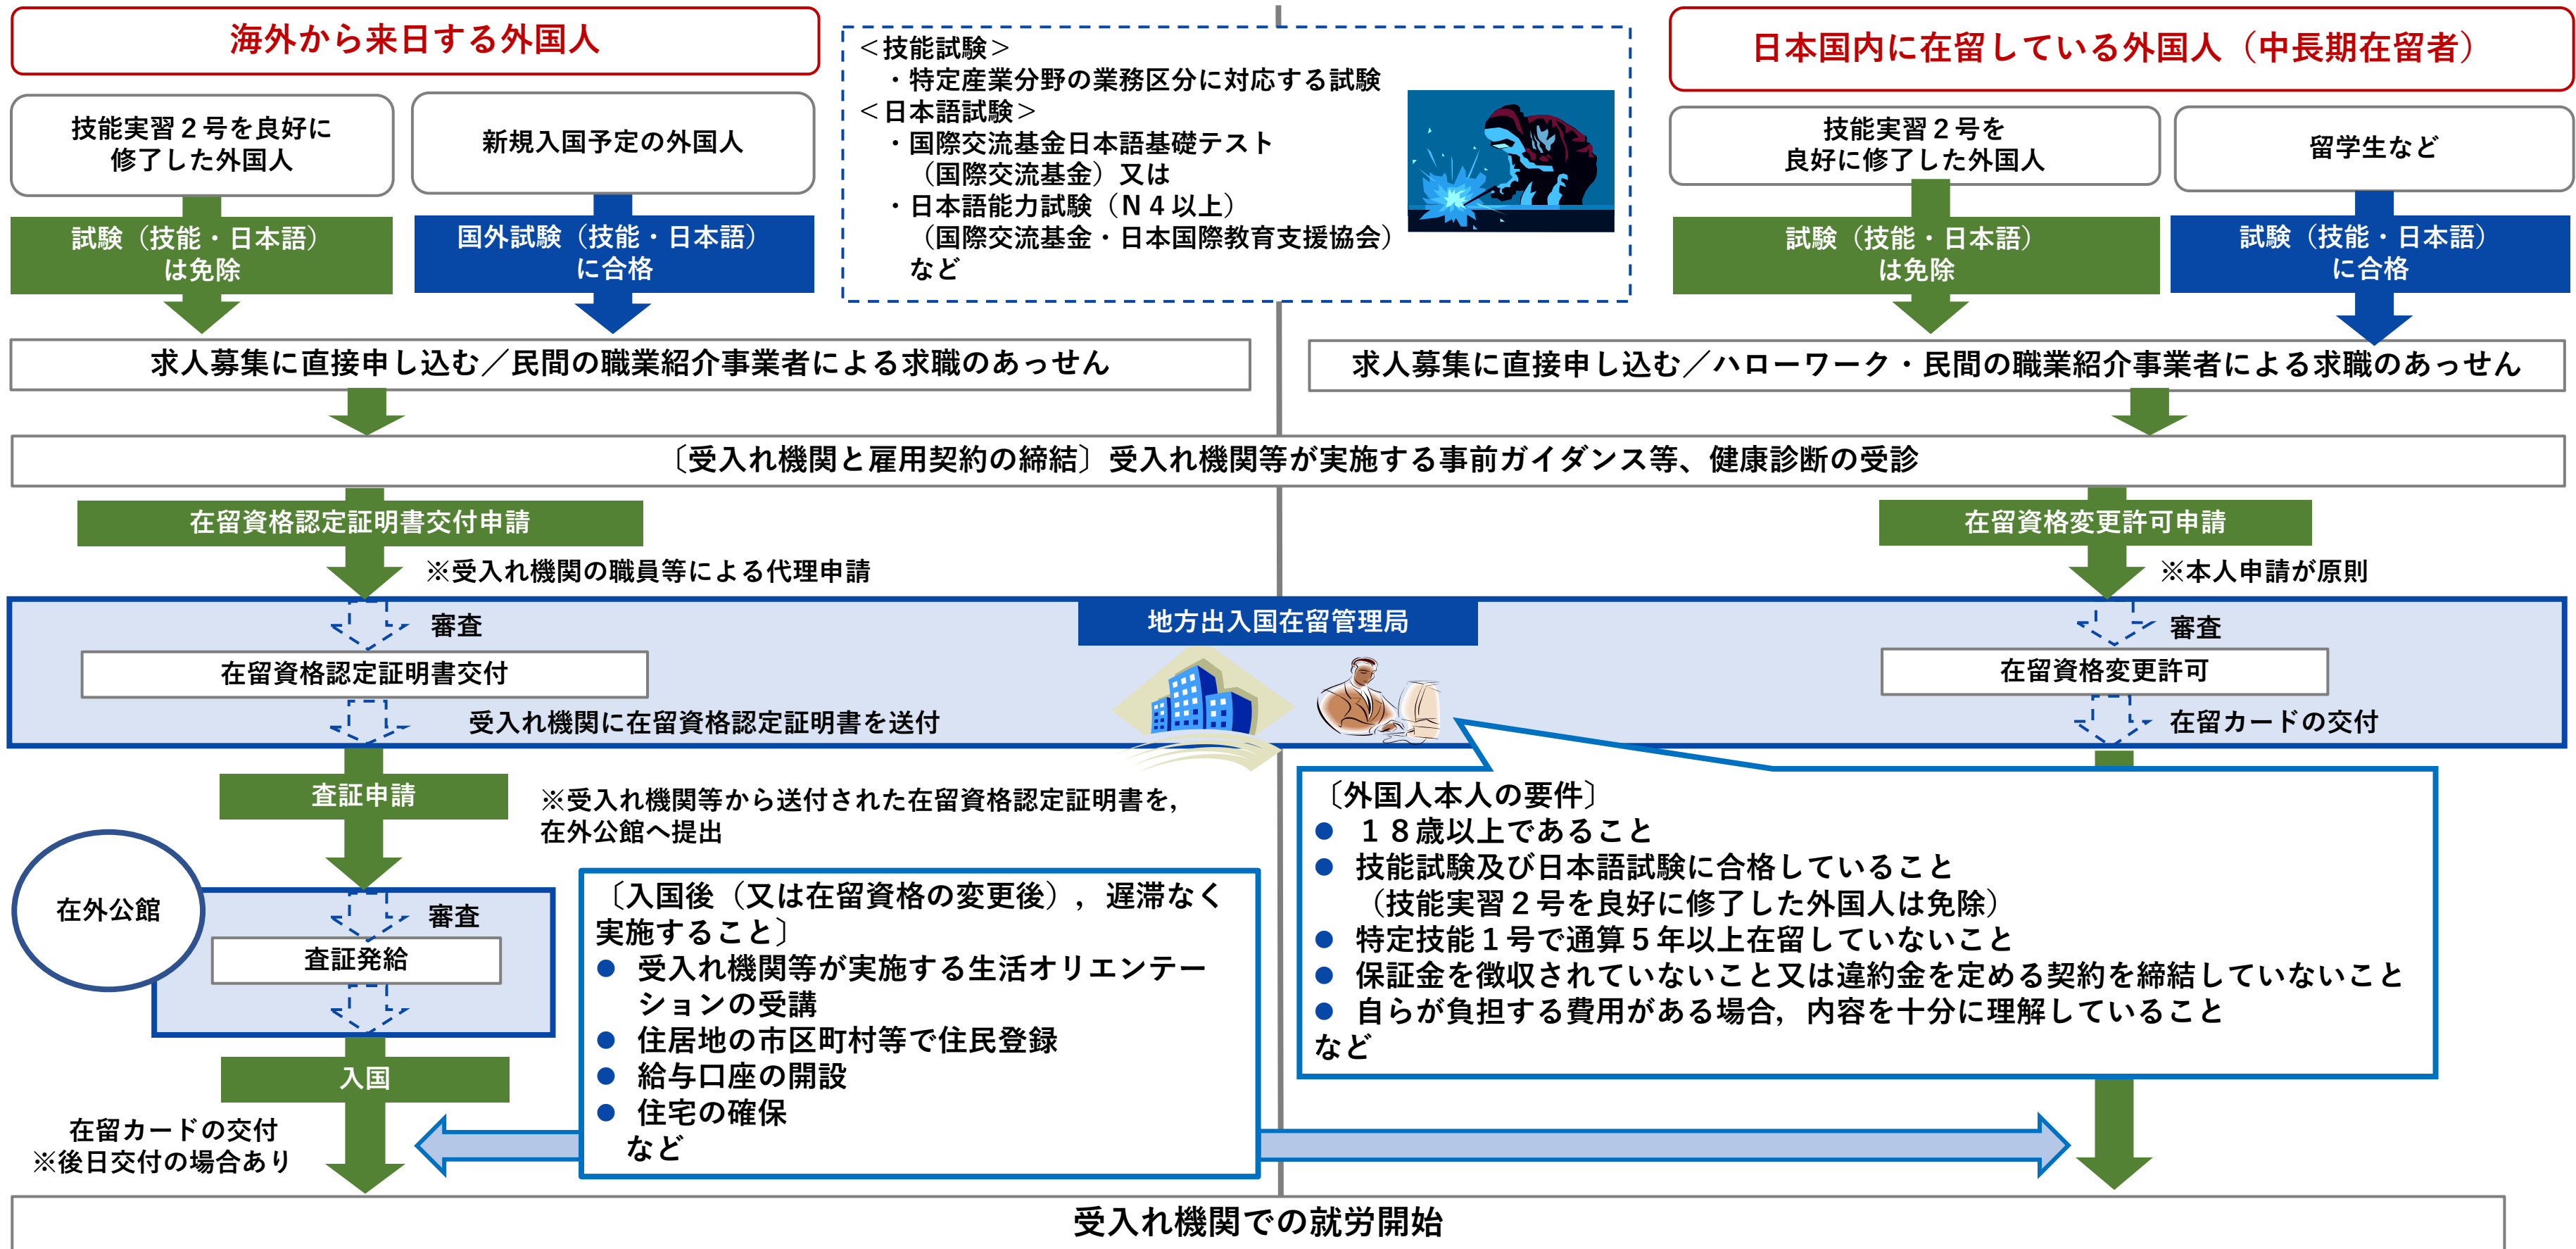 海外から来日する外国人
技能実習２号を良好に
修了した外国人
新規入国予定の外国人
試験（技能・日本語）
は免除
国外試験（技能・日本語）
に合格
＜技能試験＞
・特定産業分野の業務区分に対応する試験
＜日本語試験＞
・国際交流基金日本語基礎テスト
（国際交流基金）又は
・日本語能力試験（Ｎ４以上）
（国際交流基金・日本国際教育支援協会）
など
日本国内に在留している外国人（中長期在留者）
技能実習２号を
良好に修了した外国人
留学生など
試験（技能・日本語）
は免除
試験（技能・日本語）
に合格
求人募集に直接申し込む／民間の職業紹介事業者による求職のあっせん
求人募集に直接申し込む／ハローワーク・民間の職業紹介事業者による求職のあっせん
〔受入れ機関と雇用契約の締結〕受入れ機関等が実施する事前ガイダンス等、健康診断の受診
在留資格認定証明書交付申請
※受入れ機関の職員等による代理申請
在留資格変更許可申請
※本人申請が原則
地方出入国在留管理局
審査
在留資格認定証明書交付
受入れ機関に在留資格認定証明書を送付
審査
在留資格変更許可
在留カードの交付
査証申請
※受入れ機関等から送付された在留資格認定証明書を，
在外公館へ提出
在外公館
審査
査証発給
入国
在留カードの交付
※後日交付の場合あり
〔入国後（又は在留資格の変更後），遅滞なく
実施すること〕
● 受入れ機関等が実施する生活オリエンテー
ションの受講
● 住居地の市区町村等で住民登録
● 給与口座の開設
● 住宅の確保
など
〔外国人本人の要件〕
● １８歳以上であること
● 技能試験及び日本語試験に合格していること
（技能実習２号を良好に修了した外国人は免除）
● 特定技能１号で通算５年以上在留していないこと
● 保証金を徴収されていないこと又は違約金を定める契約を締結していないこと
● 自らが負担する費用がある場合，内容を十分に理解していること
など
受入れ機関での就労開始